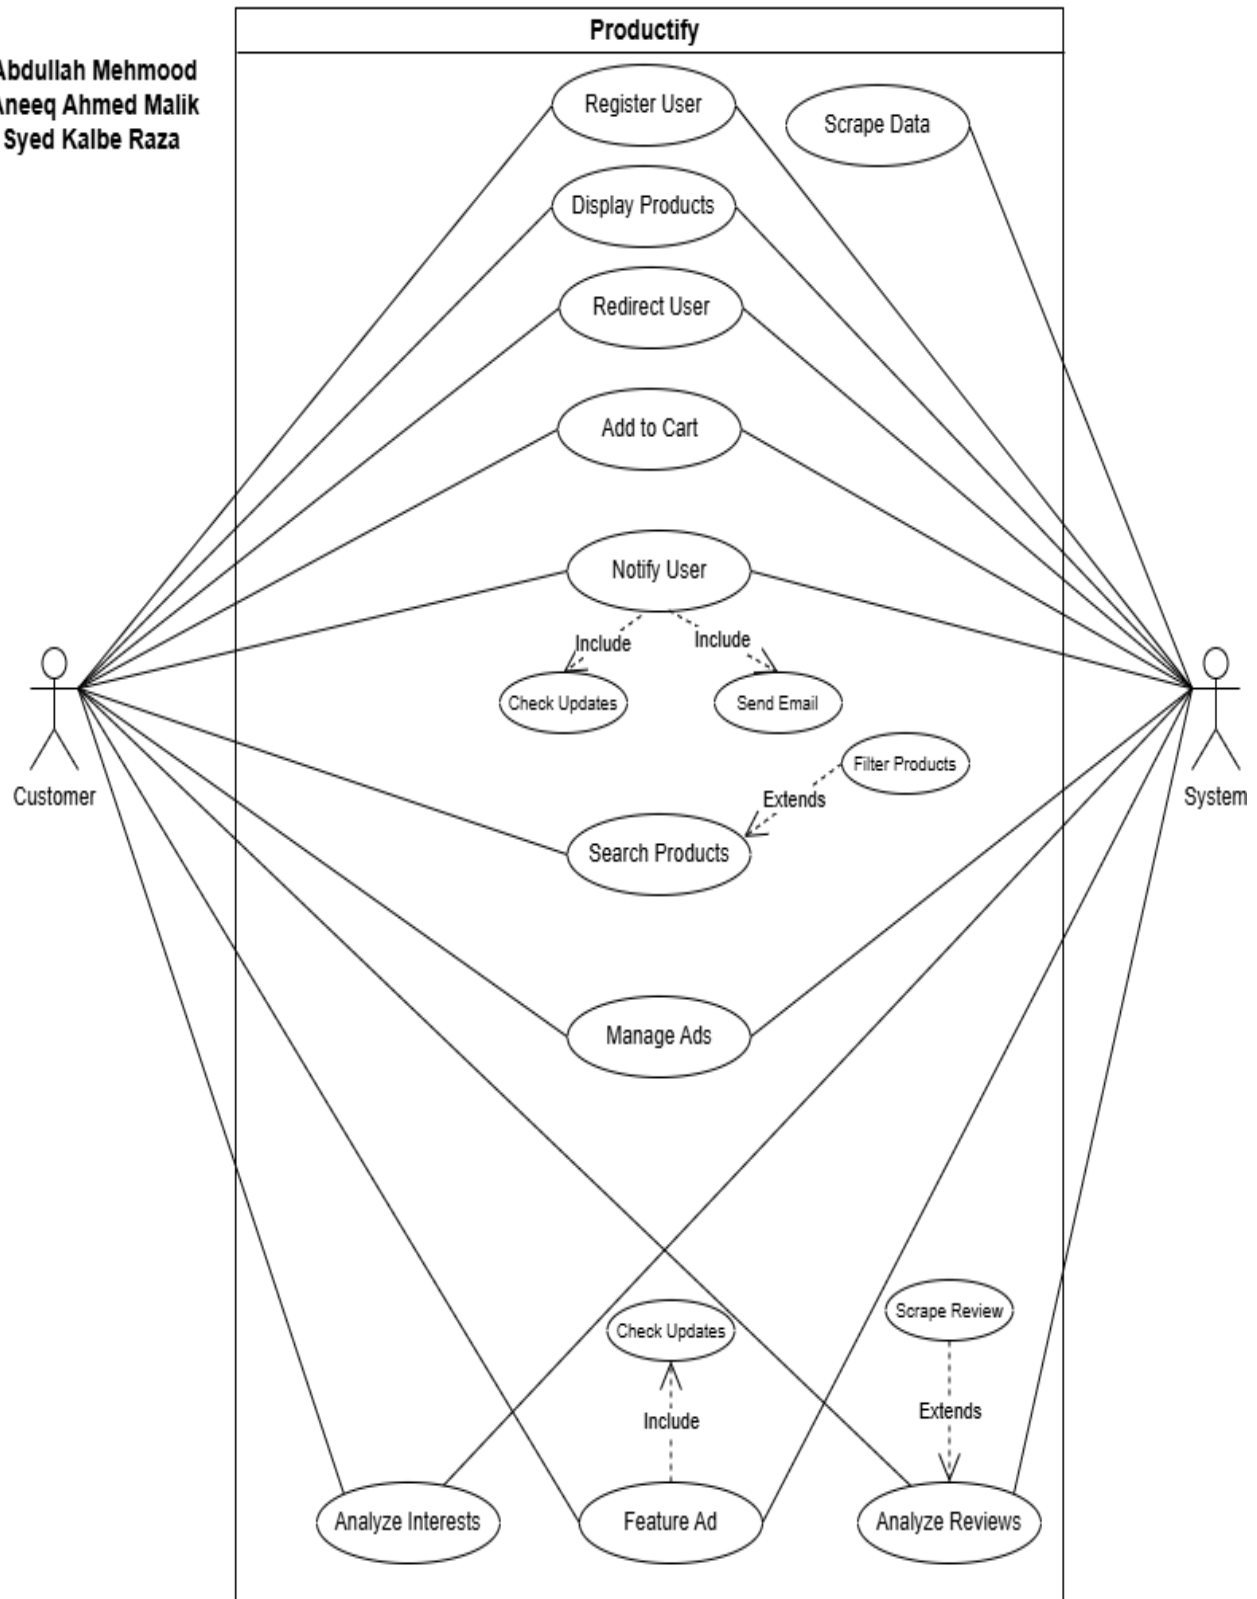 Productify
Abdullah Mehmood
Aneeq Ahmed Malik
Syed Kalbe Raza
Register User
Scrape Data
Display Products
Redirect User
Add to Cart
Notify User
Include
Include
Check Updates
Send Email
Filter Products
Extends
Customer
System
Search Products
Manage Ads
Scrape Review
Check Updates
Extends
Include
Analyze Interests
Feature Ad
Analyze Reviews